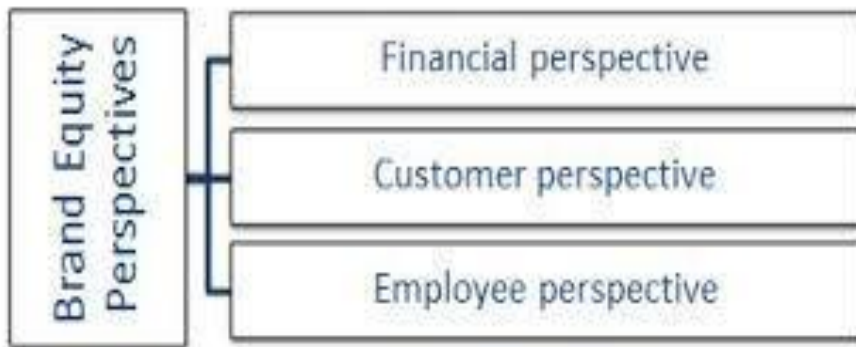 Brand Equity
Perspectives
Financial perspective
Customer perspective
Employee perspective